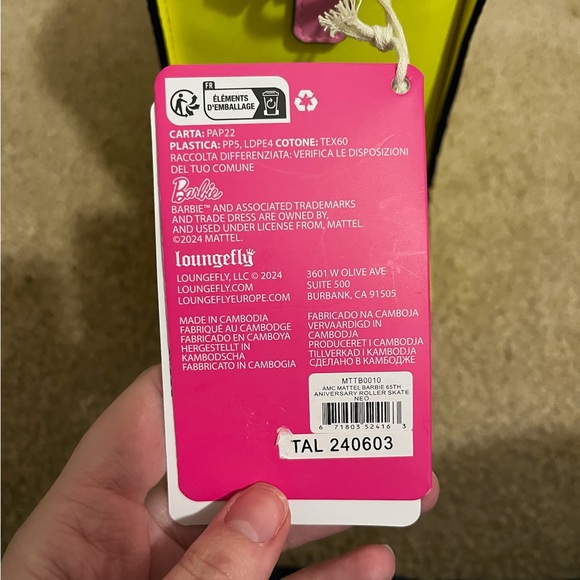 FR
ÉLÉMENTS
D'EMBALLAGE
CARTA: PAP22
PLASTICA: PP5, LDPE4 COTONE: TEX60
RACCOLTA DIFFERENZIATA: VERIFICA LE DISPOSIZIONI
DEL TUO COMUNE
Barbie
BARBIE™ AND ASSOCIATED TRADEMARKS
AND TRADE DRESS ARE OWNED BY,
AND USED UNDER LICENSE FROM, MATTEL.
©2024 MATTEL.
loungefly
LOUNGEFLY, LLC © 2024
LOUNGEFLY.COM
LOUNGEFLYEUROPE.COM
3601 W OLIVE AVE
SUITE 500
BURBANK, CA 91505
MADE IN CAMBODIA
FABRIQUÉ AU CAMBODGE
FABRICADO EN CAMBOYA
HERGESTELLT IN
KAMBODSCHA
FABBRICATO IN CAMBOGIA
FABRICADO NA CAMBOJA
VERVAARDIGD IN
CAMBODJA
PRODUCERET I CAMBODJA
TILLVERKAD I KAMBODJA
СДЕЛАНО В КАМБОДЖЕ
MTTB0010
AMC MATTEL BARBIE 65TH
ANIVERSARY ROLLER SKATE
NEO
6 71803 52416 3
TAL 240603